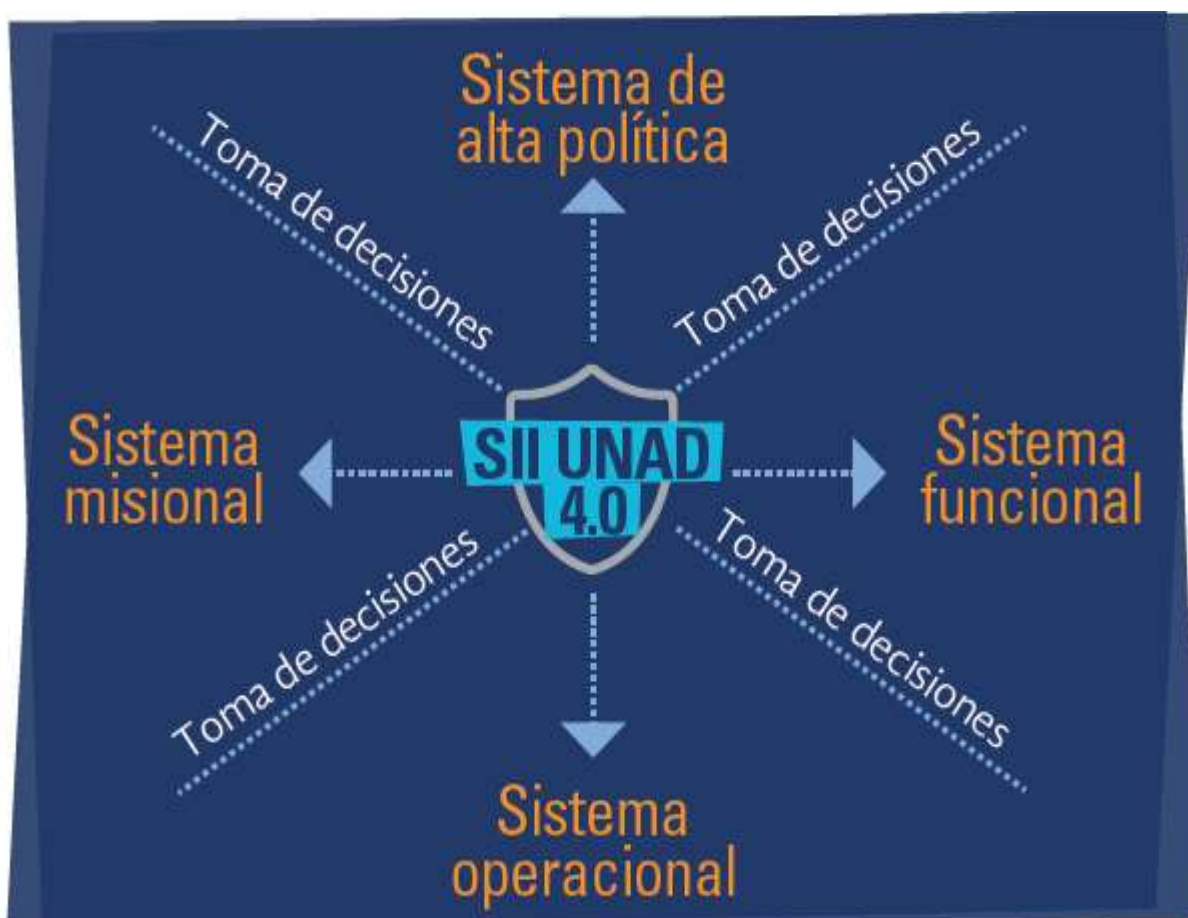 Sistema de
alta política
Toma de decisiones
Toma de decisiones
Sistema
misional
SII UNAD
4.0
Sistema
funcional
Toma de decisiones
Toma de decisiones
Sistema
operacional